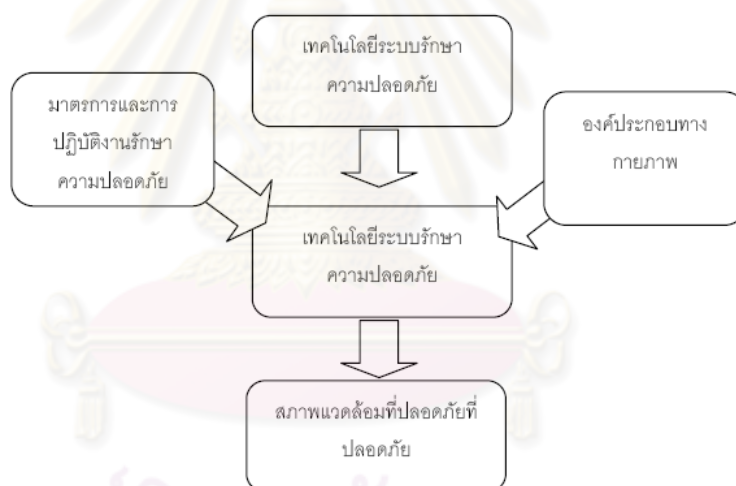 เทคโนโลยีระบบรักษา
ความปลอดภัย
มาตรการและการ
ปฏิบัติงานรักษา
ความปลอดภัย
องค์ประกอบทาง
กายภาพ
เทคโนโลยีระบบรักษา
ความปลอดภัย
สภาพแวดล้อมที่ปลอดภัยที่
ปลอดภัย